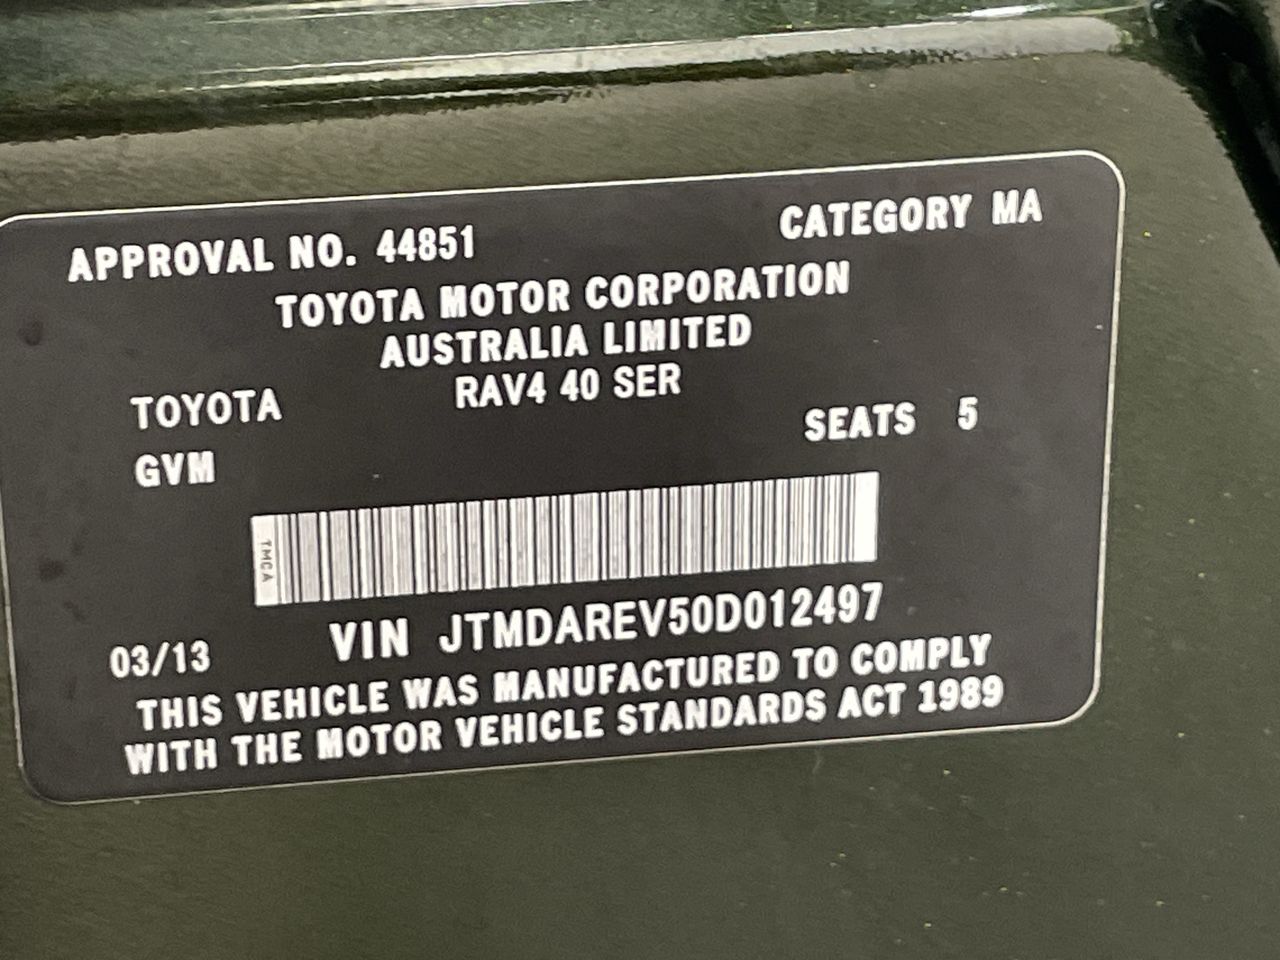 APPROVAL NO. 44851 CATEGORY MA
TOYOTA MOTOR CORPORATION
AUSTRALIA LIMITED
TOYOTA RAV4 40 SER
GVM SEATS 5
TMCA
VIN JTMDAREV50D012497
03/13
THIS VEHICLE WAS MANUFACTURED TO COMPLY
WITH THE MOTOR VEHICLE STANDARDS ACT 1989